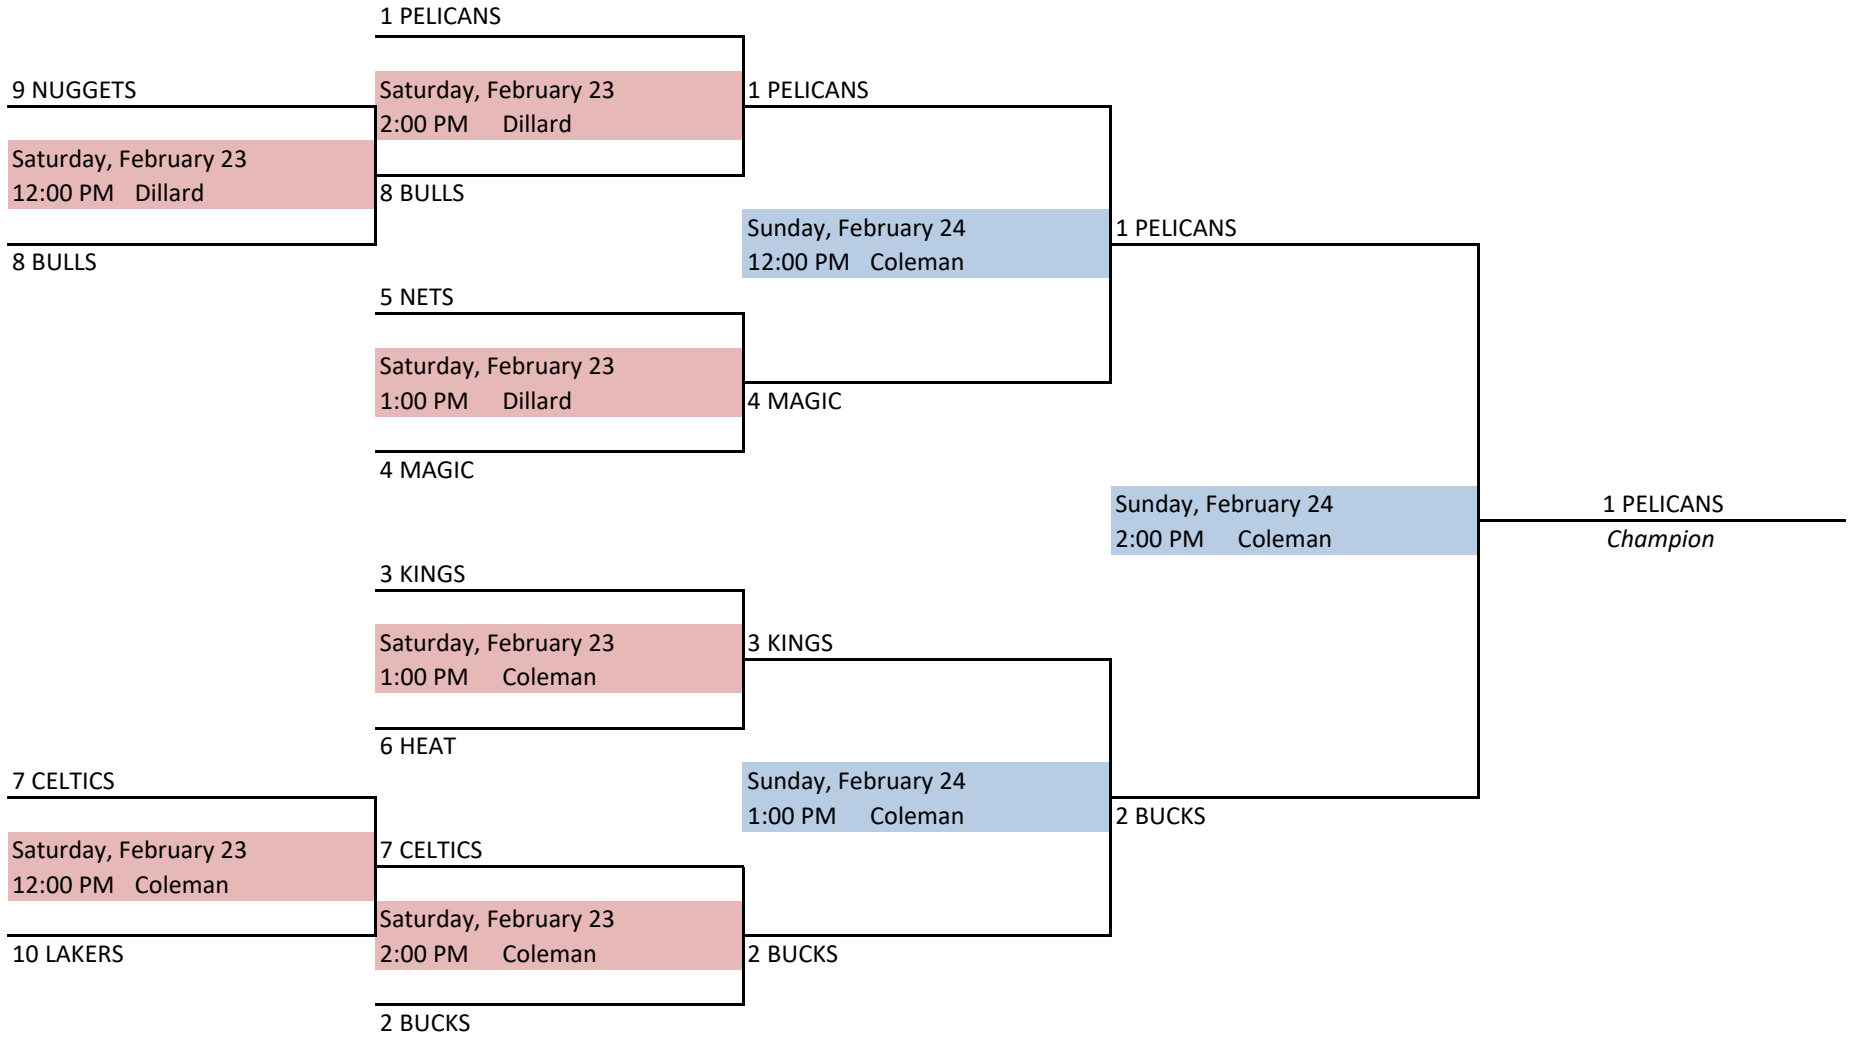 1 PELICANS
9 NUGGETS
Saturday, February 23
12:00 PM Dillard
8 BULLS
Saturday, February 23
2:00 PM Dillard
8 BULLS
1 PELICANS
5 NETS
Saturday, February 23
1:00 PM Dillard
4 MAGIC
4 MAGIC
Sunday, February 24
12:00 PM Coleman
1 PELICANS
3 KINGS
Saturday, February 23
1:00 PM Coleman
6 HEAT
3 KINGS
7 CELTICS
Saturday, February 23
12:00 PM Coleman
10 LAKERS
7 CELTICS
Saturday, February 23
2:00 PM Coleman
2 BUCKS
2 BUCKS
Sunday, February 24
1:00 PM Coleman
2 BUCKS
Sunday, February 24
2:00 PM Coleman
1 PELICANS
Champion